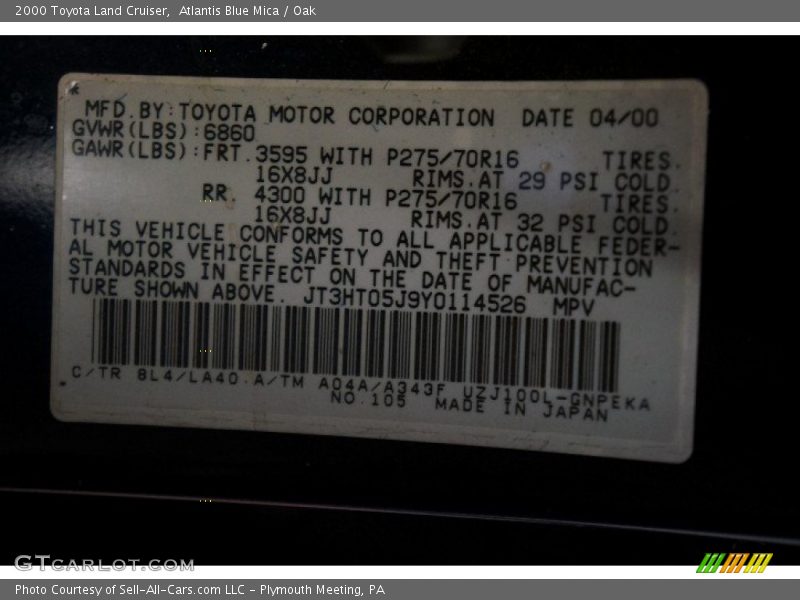 2000 Toyota Land Cruiser,  Atlantis Blue Mica / Oak
MFD.BY:TOYOTA MOTOR CORPORATION DATE 04/00
GVWR(LBS):6860
GAWR(LBS):FRT.3595 WITH P275/70R16 TIRES.
16X8JJ RIMS.AT 29 PSI COLD.
RR. 4300 WITH P275/70R16 TIRES.
16X8JJ RIMS.AT 32 PSI COLD.
THIS VEHICLE CONFORMS TO ALL APPLICABLE FEDER-
AL MOTOR VEHICLE SAFETY AND THEFT PREVENTION
STANDARDS IN EFFECT ON THE DATE OF MANUFAC-
TURE SHOWN ABOVE. JT3HT05J9Y0114526 MPV
C/TR 8L4/LA40.A/TM A04A/A343F UZJ100L-GNPEKA
NO.105 MADE IN JAPAN
GTCARLOT.COM
Photo Courtesy of Sell-All-Cars.com LLC - Plymouth Meeting, PA